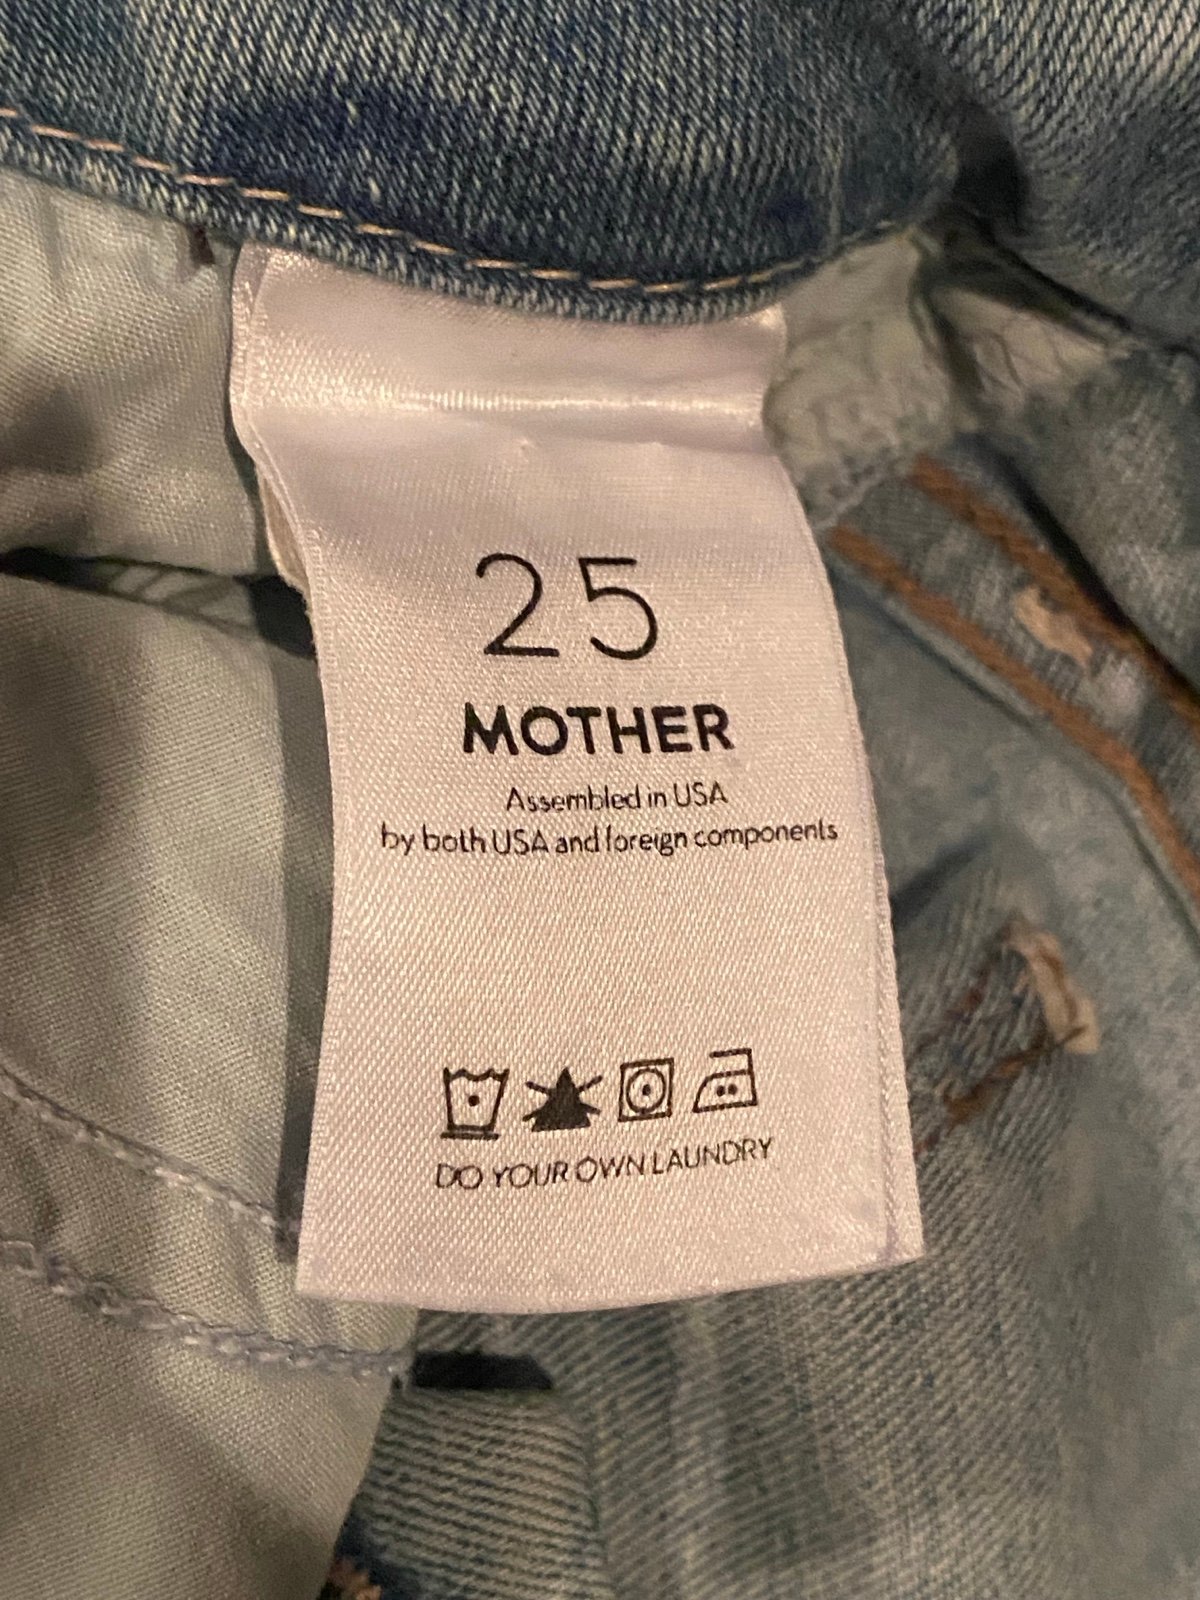 25
MOTHER
Assembled in USA
by both USA and foreign components
DO YOUR OWN LAUNDRY